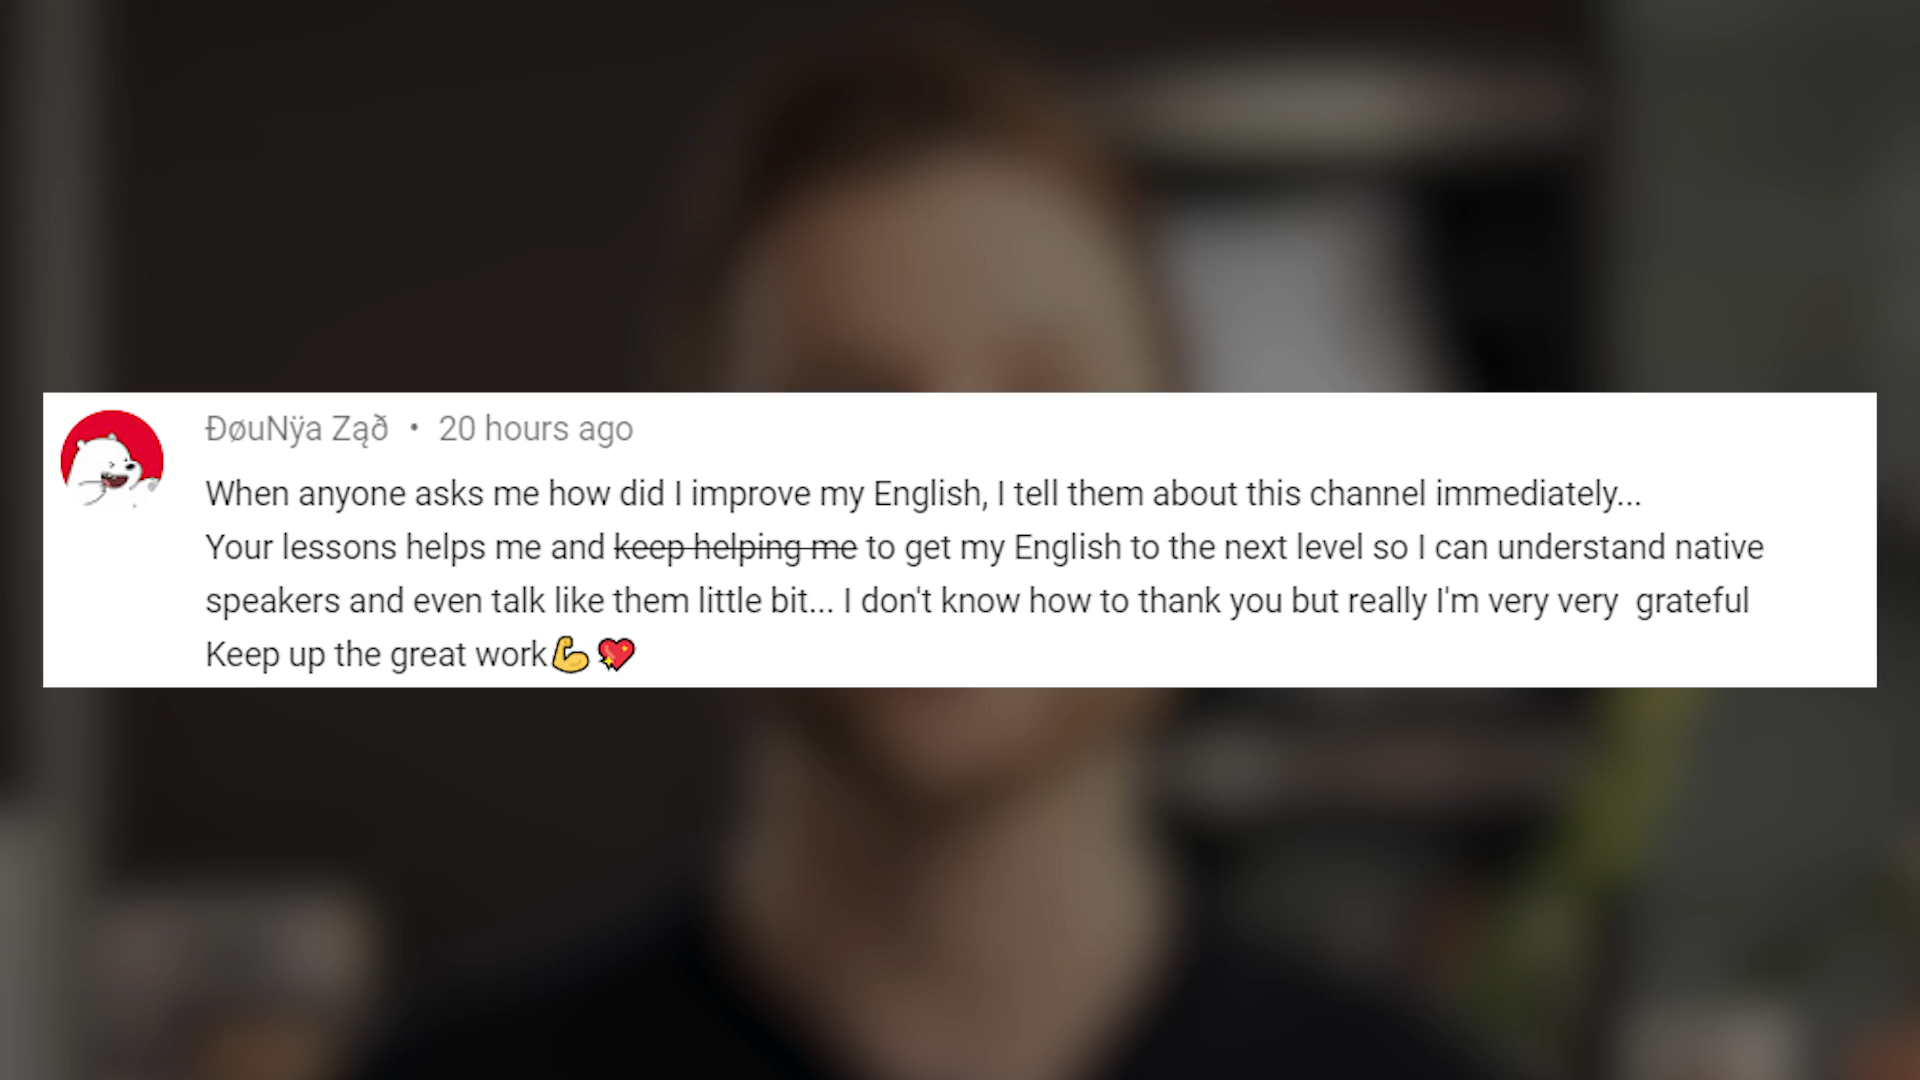 ĐøuNÿa Ząð • 20 hours ago
When anyone asks me how did I improve my English, I tell them about this channel immediately...
Your lessons helps me and keep helping me to get my English to the next level so I can understand native
speakers and even talk like them little bit... I don't know how to thank you but really I'm very very  grateful
Keep up the great work💪💖